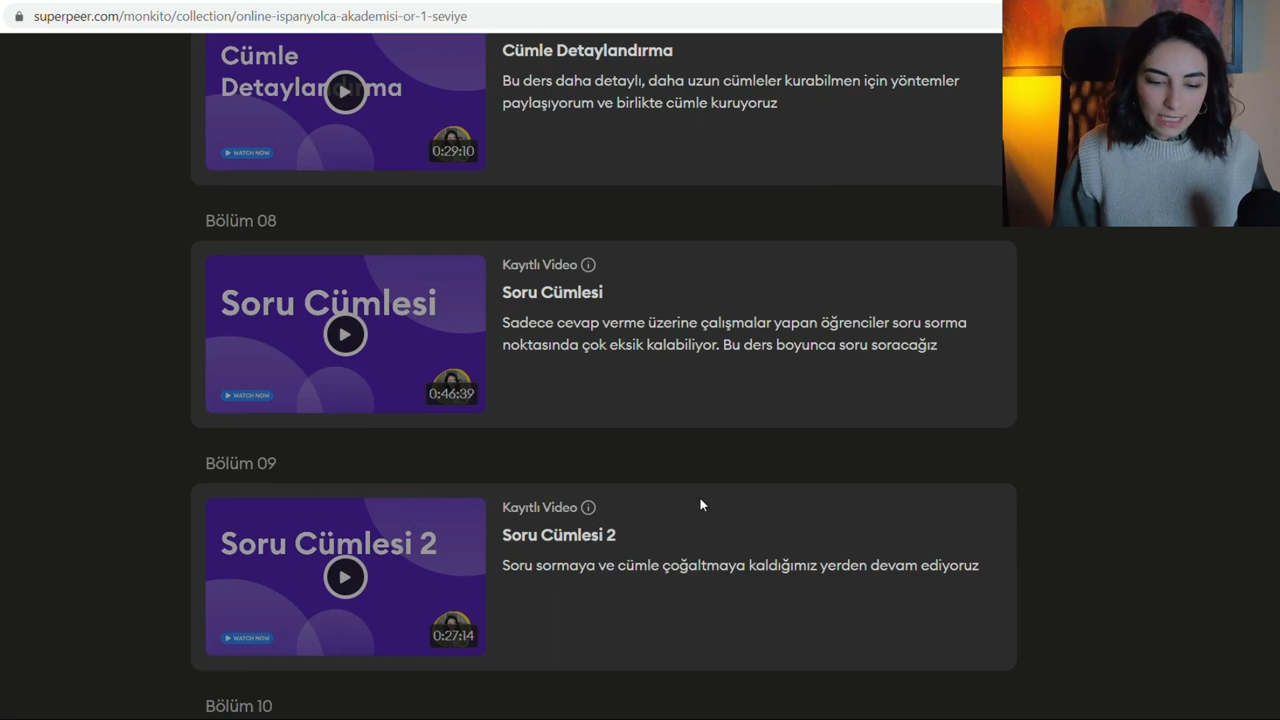 superpeer.com/monkito/collection/online-ispanyolca-akademisi-or-1-seviye
Cümle
Detaylandırma
WATCH NOW
0:29:10
Cümle Detaylandırma
Bu ders daha detaylı, daha uzun cümleler kurabilmen için yöntemler
paylaşıyorum ve birlikte cümle kuruyoruz
Bölüm 08
Soru Cümlesi
WATCH NOW
0:46:39
Kayıtlı Video
Soru Cümlesi
Sadece cevap verme üzerine çalışmalar yapan öğrenciler soru sorma
noktasında çok eksik kalabiliyor. Bu ders boyunca soru soracağız
Bölüm 09
Soru Cümlesi 2
WATCH NOW
0:27:14
Kayıtlı Video
Soru Cümlesi 2
Soru sormaya ve cümle çoğaltmaya kaldığımız yerden devam ediyoruz
Bölüm 10